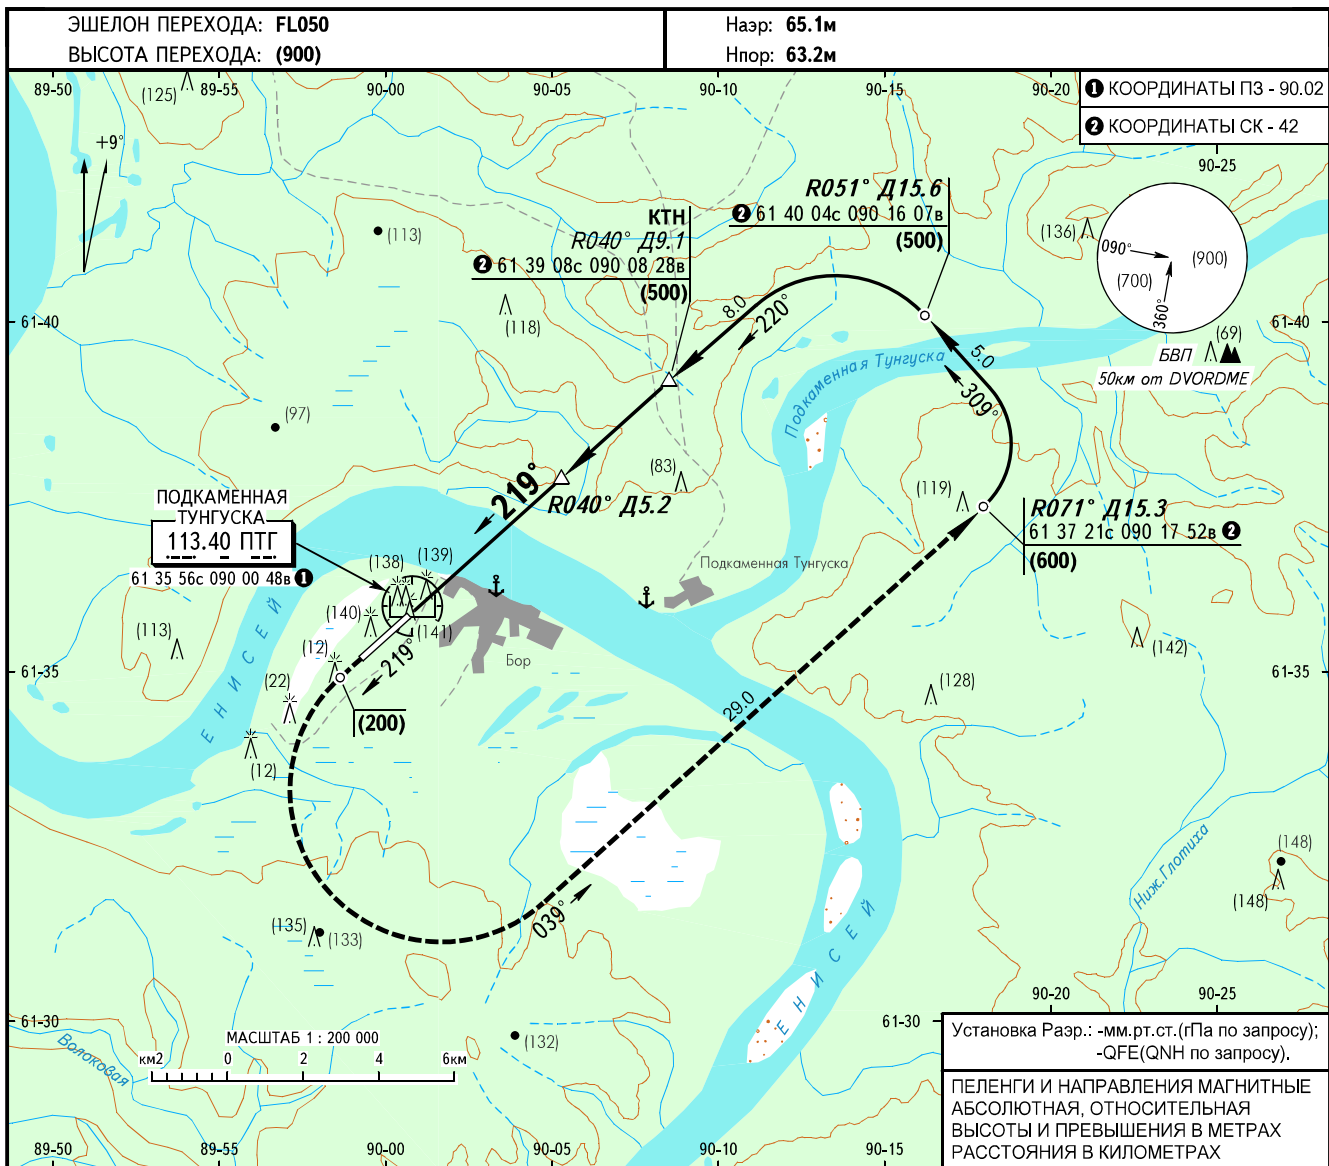 ЭШЕЛОН ПЕРЕХОДА: FL050
ВЫСОТА ПЕРЕХОДА: (900)
Наэр: 65.1м
Нпор: 63.2м
89-50
89-55
90-00
90-05
90-10
90-15
90-20
❶ КООРДИНАТЫ ПЗ - 90.02
❷ КООРДИНАТЫ СК - 42
90-25
(125)
+9°
(113)
КТН
R040° Д9.1
❷ 61 39 08с 090 08 28в
(500)
R051° Д15.6
❷ 61 40 04с 090 16 07в
(500)
(136)
090°
(900)
(700)
360°
БВП
50км от DVORDME
(69)
61-40
61-40
(118)
8.0
220°
Подкаменная Тунгуска
5.0
309°
(97)
(83)
219°
R040° Д5.2
(119)
R071° Д15.3
61 37 21с 090 17 52в ❷
(600)
ПОДКАМЕННАЯ
ТУНГУСКА
113.40 ПТГ
61 35 56с 090 00 48в ❶
(138)
(139)
(140)
(141)
(113)
(12)
219°
Бор
Подкаменная Тунгуска
(142)
61-35
61-35
(22)
(200)
(12)
ЕНИСЕЙ
(128)
29.0
039°
(135)
(133)
ЕНИСЕЙ
Ниж.Глотиха
(148)
(148)
90-20
90-25
61-30
61-30
(132)
Волоковая
МАСШТАБ 1 : 200 000
км2
0
2
4
6км
Установка Раэр.: -мм.рт.ст.(гПа по запросу);
-QFE(QNH по запросу).
ПЕЛЕНГИ И НАПРАВЛЕНИЯ МАГНИТНЫЕ
АБСОЛЮТНАЯ, ОТНОСИТЕЛЬНАЯ
ВЫСОТЫ И ПРЕВЫШЕНИЯ В МЕТРАХ
РАССТОЯНИЯ В КИЛОМЕТРАХ
89-50
89-55
90-00
90-05
90-10
90-15